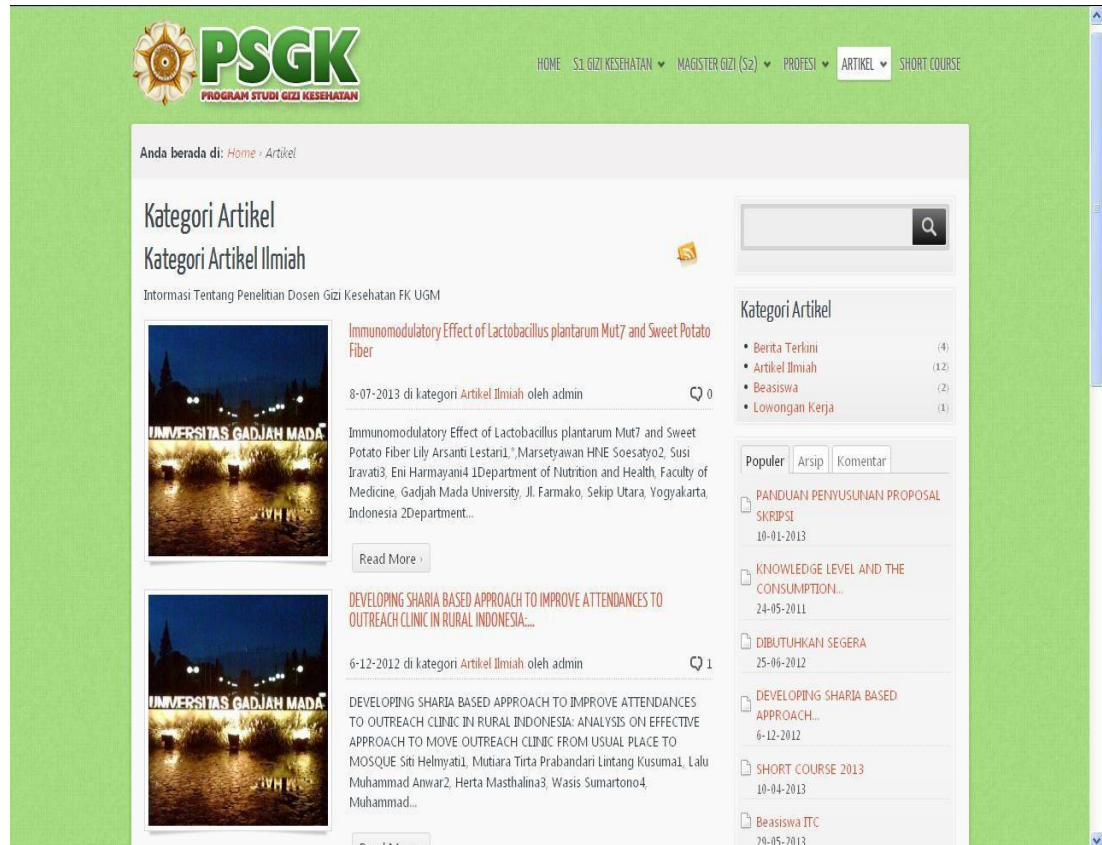 PSGK
PROGRAM STUDI GIZI KESEHATAN
HOME S1 GIZI KESEHATAN MAGISTER GIZI (S2) PROFESI ARTIKEL SHORT COURSE
Anda berada di: Home › Artikel
Kategori Artikel
Kategori Artikel Ilmiah
Informasi Tentang Penelitian Dosen Gizi Kesehatan FK UGM
UNIVERSITAS GADJAH MADA
Immunomodulatory Effect of Lactobacillus plantarum Mut7 and Sweet Potato
Fiber
8-07-2013 di kategori Artikel Ilmiah oleh admin 0
Immunomodulatory Effect of Lactobacillus plantarum Mut7 and Sweet
Potato Fiber Lily Arsanti Lestari1,*,Marsetyawan HNE Soesatyo2, Susi
Iravati3, Eni Harmayani4 1Department of Nutrition and Health, Faculty of
Medicine, Gadjah Mada University, Jl. Farmako, Sekip Utara, Yogyakarta,
Indonesia 2Department...
Read More ›
UNIVERSITAS GADJAH MADA
DEVELOPING SHARIA BASED APPROACH TO IMPROVE ATTENDANCES TO
OUTREACH CLINIC IN RURAL INDONESIA:...
6-12-2012 di kategori Artikel Ilmiah oleh admin 1
DEVELOPING SHARIA BASED APPROACH TO IMPROVE ATTENDANCES
TO OUTREACH CLINIC IN RURAL INDONESIA: ANALYSIS ON EFFECTIVE
APPROACH TO MOVE OUTREACH CLINIC FROM USUAL PLACE TO
MOSQUE Siti Helmyati1, Mutiara Tirta Prabandari Lintang Kusuma1, Lalu
Muhammad Anwar2, Herta Masthalina3, Wasis Sumartono4,
Muhammad...
Kategori Artikel
• Berita Terkini (4)
• Artikel Ilmiah (12)
• Beasiswa (2)
• Lowongan Kerja (1)
Populer Arsip Komentar
PANDUAN PENYUSUNAN PROPOSAL
SKRIPSI
10-01-2013
KNOWLEDGE LEVEL AND THE
CONSUMPTION...
24-05-2011
DIBUTUHKAN SEGERA
25-06-2012
DEVELOPING SHARIA BASED
APPROACH...
6-12-2012
SHORT COURSE 2013
10-04-2013
Beasiswa ITC
29-05-2013